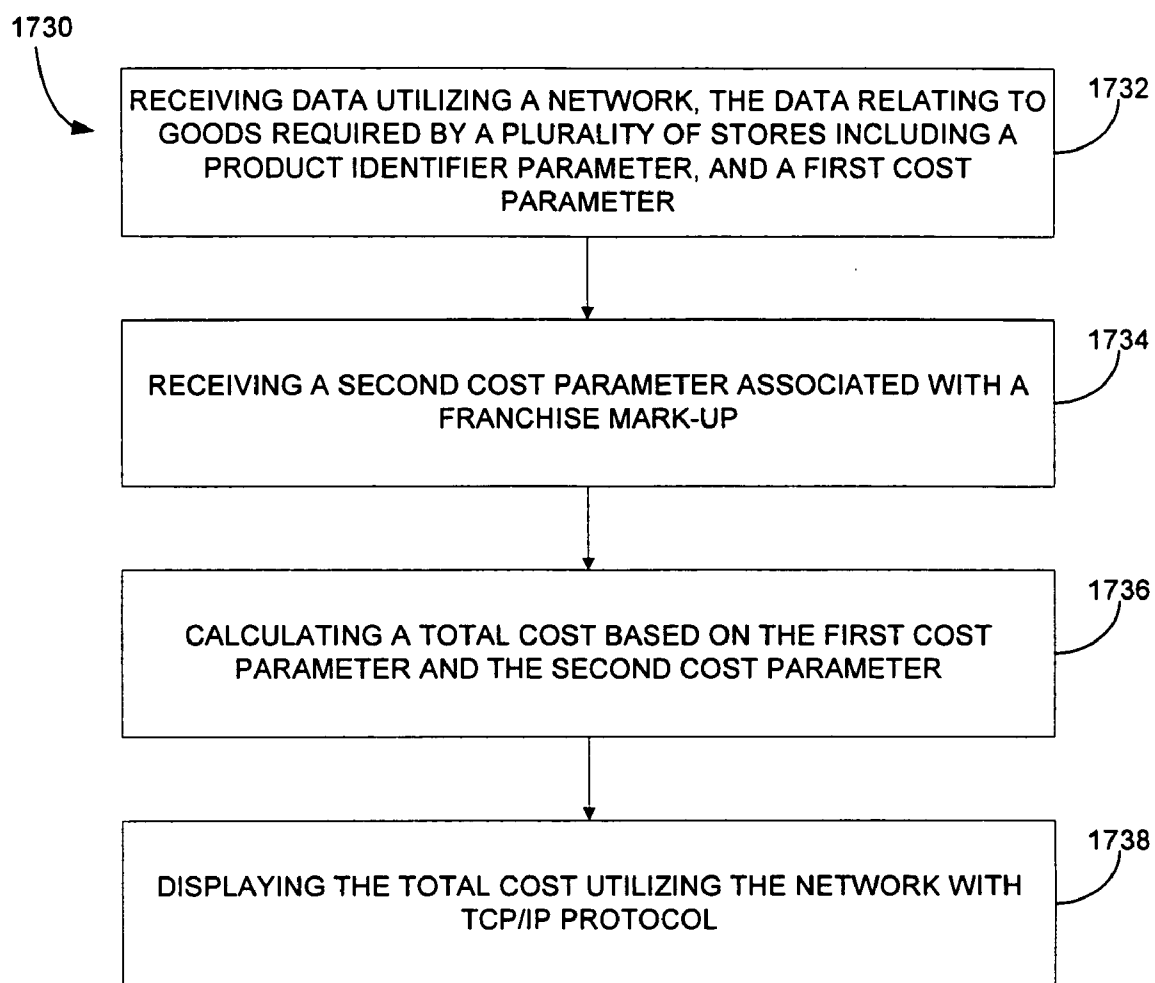 1730
RECEIVING DATA UTILIZING A NETWORK, THE DATA RELATING TO
GOODS REQUIRED BY A PLURALITY OF STORES INCLUDING A
PRODUCT IDENTIFIER PARAMETER, AND A FIRST COST
PARAMETER
1732
RECEIVING A SECOND COST PARAMETER ASSOCIATED WITH A
FRANCHISE MARK-UP
1734
CALCULATING A TOTAL COST BASED ON THE FIRST COST
PARAMETER AND THE SECOND COST PARAMETER
1736
DISPLAYING THE TOTAL COST UTILIZING THE NETWORK WITH
TCP/IP PROTOCOL
1738